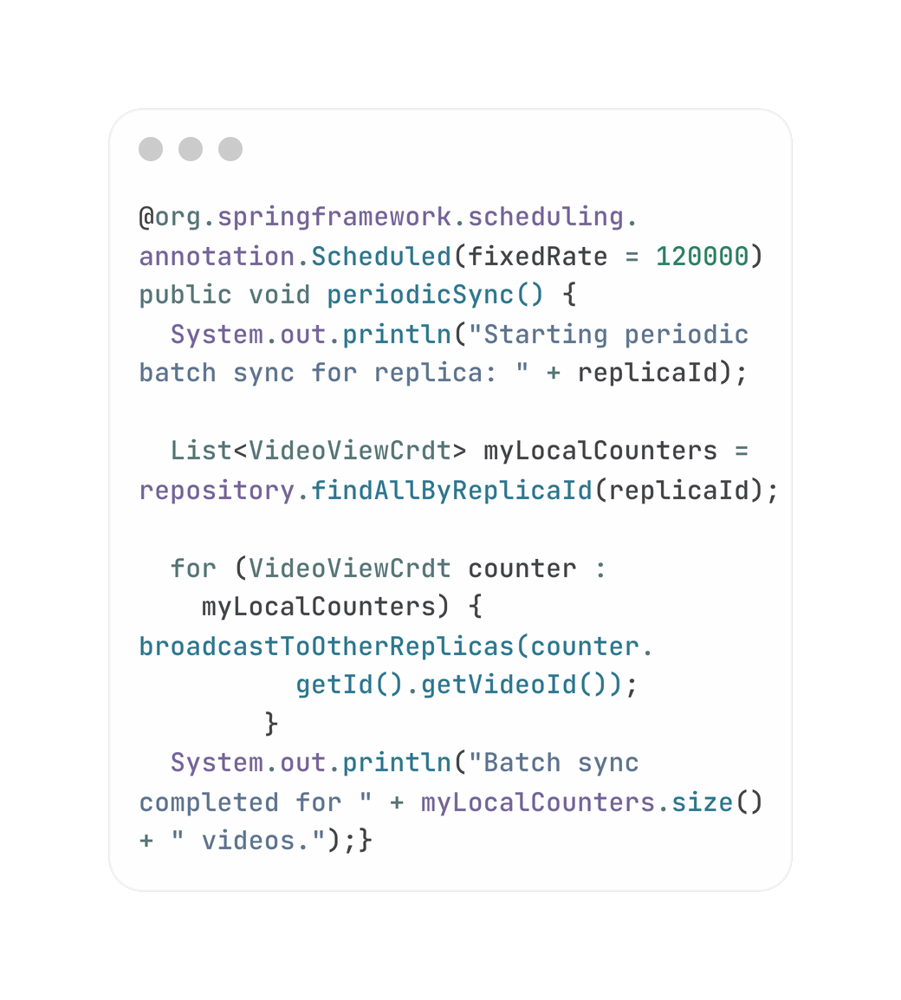 @org.springframework.scheduling.
annotation.Scheduled(fixedRate = 120000)
public void periodicSync() {
  System.out.println("Starting periodic
batch sync for replica: " + replicaId);

  List<VideoViewCrdt> myLocalCounters =
repository.findAllByReplicaId(replicaId);

  for (VideoViewCrdt counter :
    myLocalCounters) {
broadcastToOtherReplicas(counter.
          getId().getVideoId());
        }
  System.out.println("Batch sync
completed for " + myLocalCounters.size()
+ " videos.");}